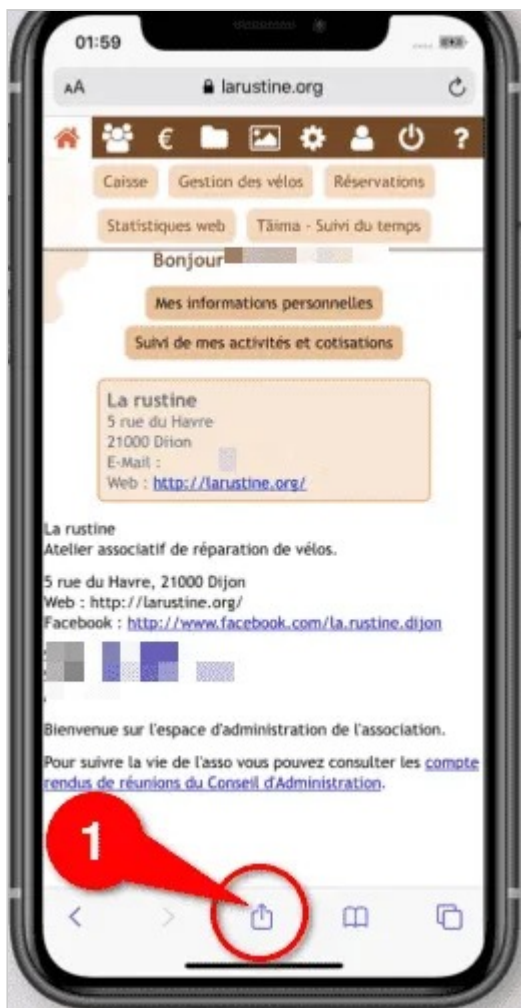 01:59
AA larustine.org
€ ?
Caisse Gestion des vélos Réservations
Statistiques web Tāima - Suivi du temps
Bonjour
Mes informations personnelles
Suivi de mes activités et cotisations
La rustine
5 rue du Havre
21000 Dijon
E-Mail :
Web : http://larustine.org/
La rustine
Atelier associatif de réparation de vélos.
5 rue du Havre, 21000 Dijon
Web : http://larustine.org/
Facebook : http://www.facebook.com/la.rustine.dijon
Bienvenue sur l'espace d'administration de l'association.
Pour suivre la vie de l'asso vous pouvez consulter les compte
rendus de réunions du Conseil d'Administration.
1